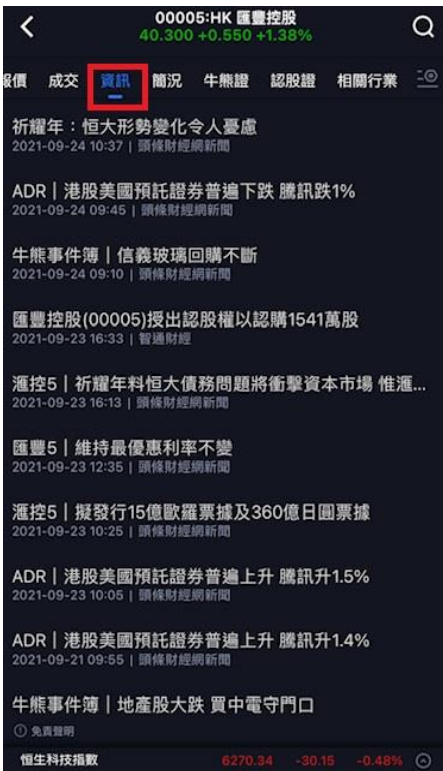 00005:HK 匯豐控股
40.300 +0.550 +1.38%
報價 成交 資訊 簡況 牛熊證 認股證 相關行業
祈耀年：恒大形勢變化令人憂慮
2021-09-24 10:37 | 頭條財經網新聞
ADR｜港股美國預託證券普遍下跌 騰訊跌1%
2021-09-24 09:45 | 頭條財經網新聞
牛熊事件簿｜信義玻璃回購不斷
2021-09-24 09:10 | 頭條財經網新聞
匯豐控股(00005)授出認股權以認購1541萬股
2021-09-23 16:33 | 智通財經
滙控5｜祈耀年料恒大債務問題將衝擊資本市場 惟滙...
2021-09-23 16:13 | 頭條財經網新聞
匯豐5｜維持最優惠利率不變
2021-09-23 12:35 | 頭條財經網新聞
滙控5｜擬發行15億歐羅票據及360億日圓票據
2021-09-23 10:25 | 頭條財經網新聞
ADR｜港股美國預託證券普遍上升 騰訊升1.5%
2021-09-23 10:05 | 頭條財經網新聞
ADR｜港股美國預託證券普遍上升 騰訊升1.4%
2021-09-21 09:55 | 頭條財經網新聞
牛熊事件簿｜地產股大跌 買中電守門口
免責聲明
恒生科技指數 6270.34 -30.15 -0.48%